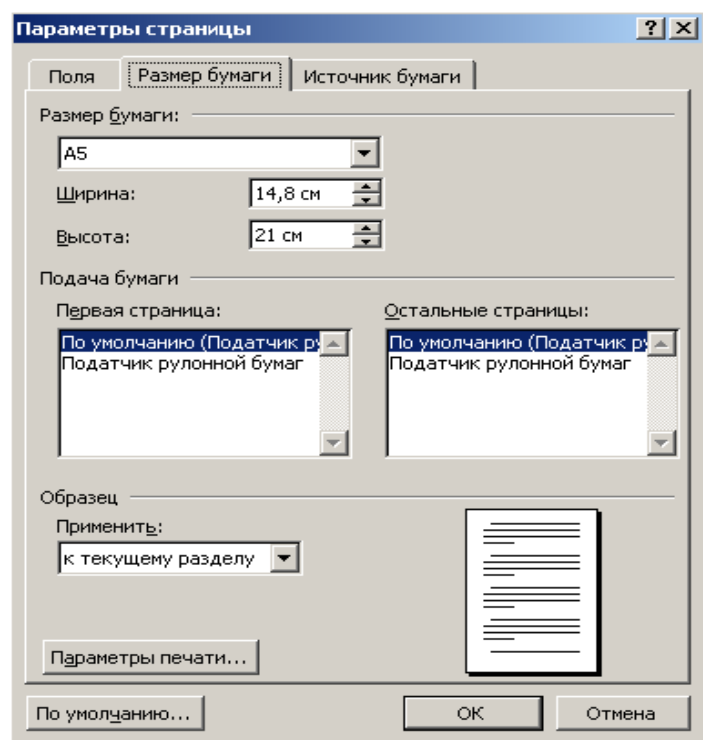 Параметры страницы
Поля Размер бумаги Источник бумаги
Размер бумаги:
A5
Ширина: 14,8 см
Высота: 21 см
Подача бумаги
Первая страница: Остальные страницы:
По умолчанию (Податчик ру По умолчанию (Податчик ру
Податчик рулонной бумаг Податчик рулонной бумаг
Образец
Применить:
к текущему разделу
Параметры печати...
По умолчанию... ОК Отмена